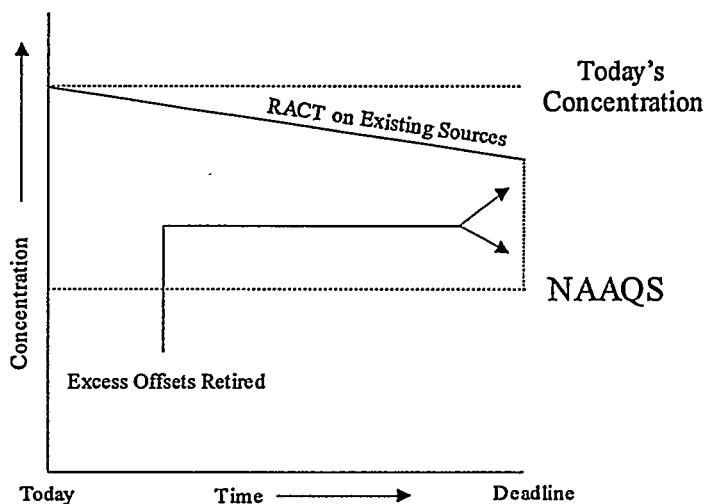 Today's
Concentration
RACT on Existing Sources
Concentration
NAAQS
Excess Offsets Retired
Today
Time
Deadline